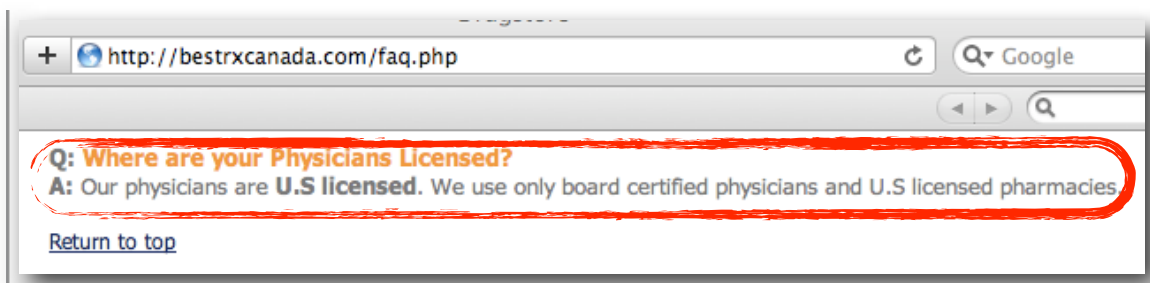 http://bestrxcanada.com/faq.php
Google
Q: Where are your Physicians Licensed?
A: Our physicians are U.S licensed. We use only board certified physicians and U.S licensed pharmacies.
Return to top